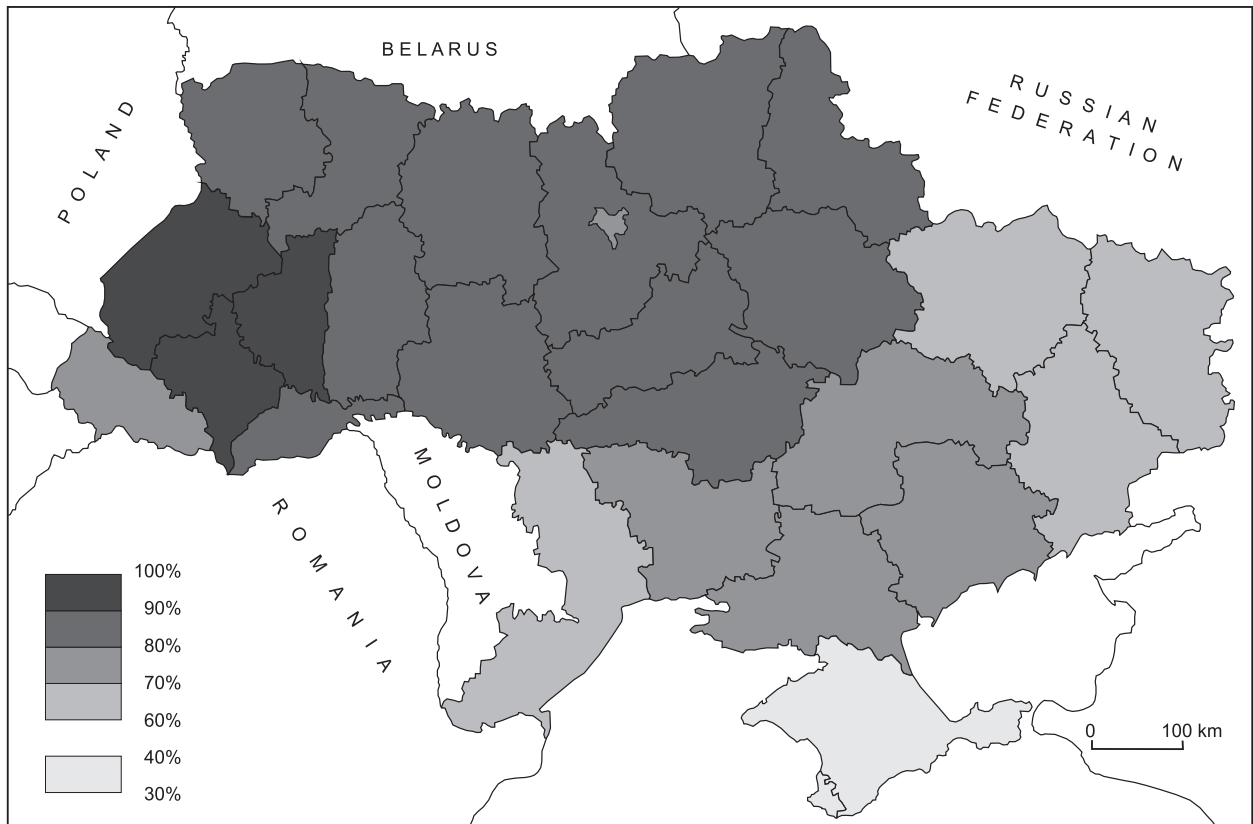 BELARUS
RUSSIAN
FEDERATION
POLAND
MOLDOVA
ROMANIA
100%
90%
80%
70%
60%
40%
30%
0 100 km